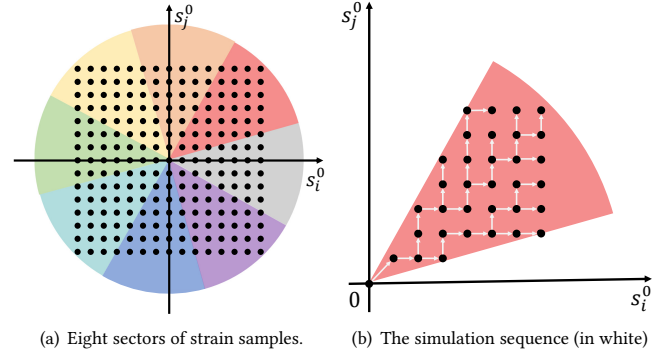 s_j^0
s_i^0
(a) Eight sectors of strain samples.
s_j^0
0
s_i^0
(b) The simulation sequence (in white)